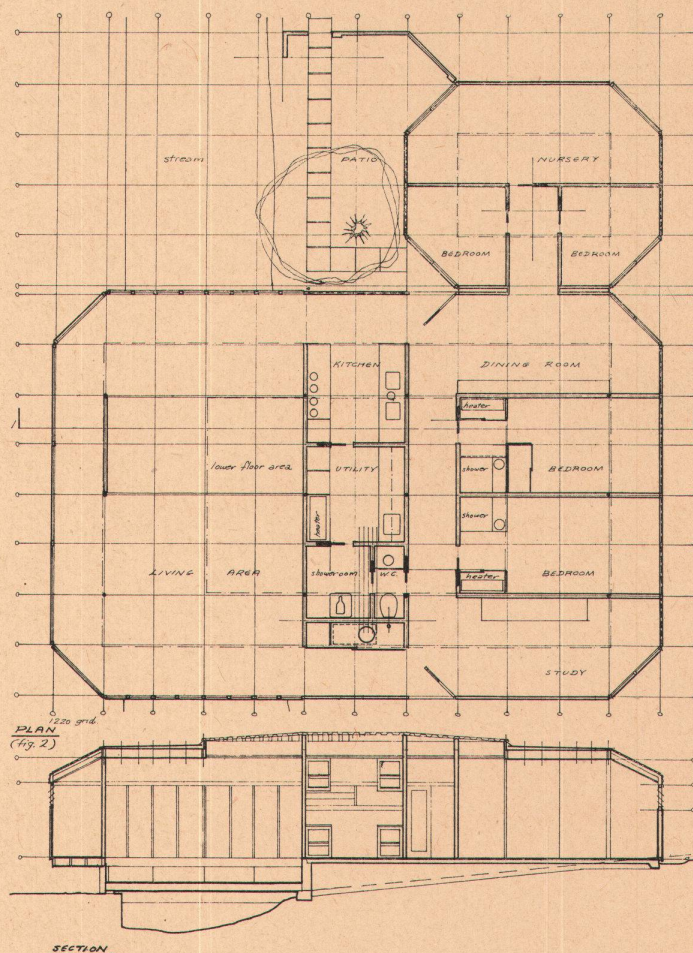 stream
PATIO
NURSERY
BEDROOM
BEDROOM
KITCHEN
DINING ROOM
heater
lower floor area
UTILITY
shower
BEDROOM
heater
shower
LIVING AREA
showeroom
W.C.
heater
BEDROOM
STUDY
1220 grid
PLAN
(fig. 2)
SECTION